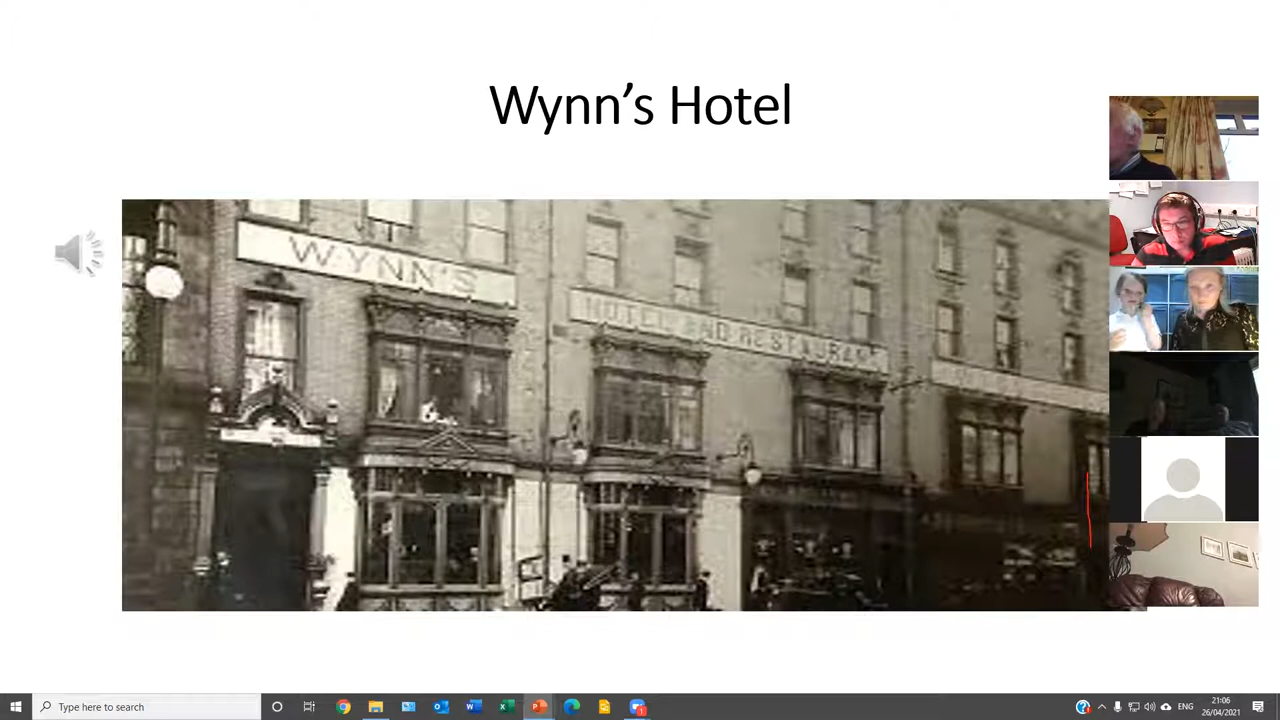 Wynn's Hotel
WYNN'S
HOTEL AND RESTAURANT
Type here to search
ENG
21:06
26/04/2021